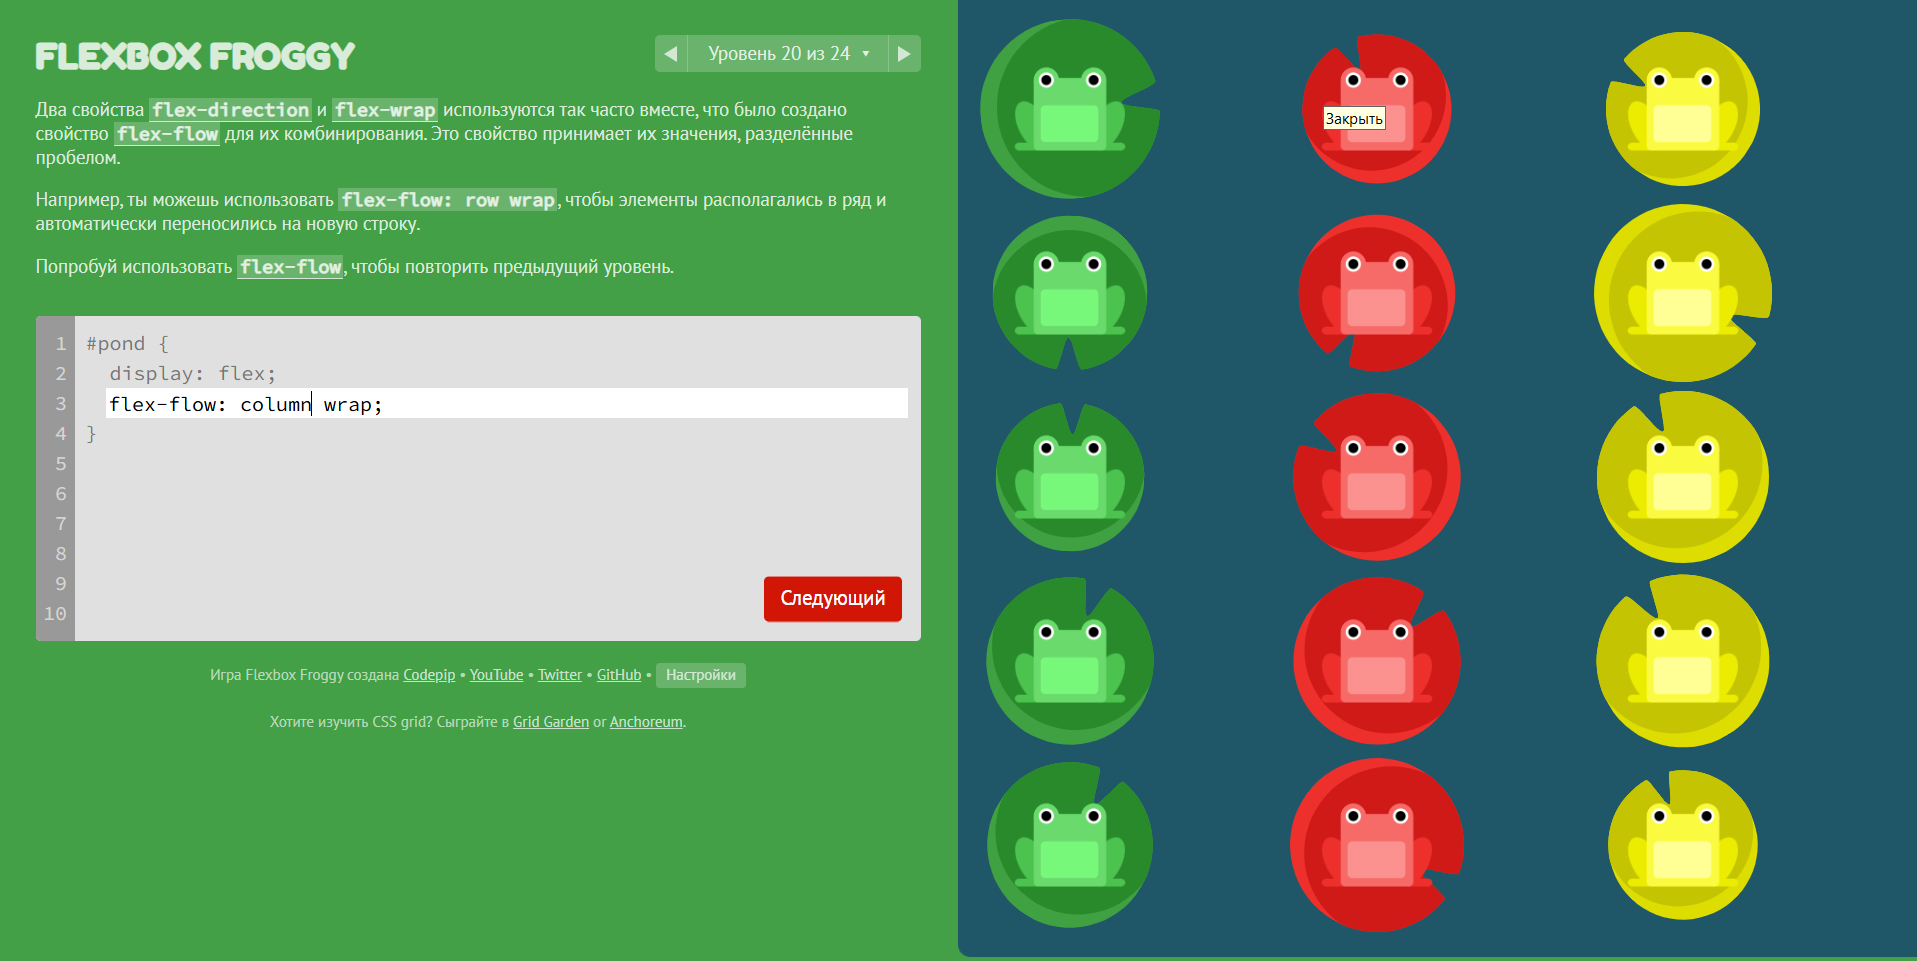 FLEXBOX FROGGY
◀ Уровень 20 из 24 ▼ ▶
Два свойства flex-direction и flex-wrap используются так часто вместе, что было создано
свойство flex-flow для их комбинирования. Это свойство принимает их значения, разделённые
пробелом.
Например, ты можешь использовать flex-flow: row wrap, чтобы элементы располагались в ряд и
автоматически переносились на новую строку.
Попробуй использовать flex-flow, чтобы повторить предыдущий уровень.
1 #pond {
2 display: flex;
3 flex-flow: column wrap;
4 }
5
6
7
8
9
10
Следующий
Игра Flexbox Froggy создана Codepip • YouTube • Twitter • GitHub • Настройки
Хотите изучить CSS grid? Сыграйте в Grid Garden or Anchoreum.
Закрыть